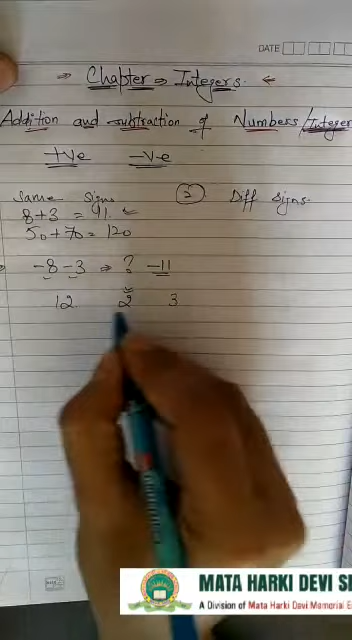 DATE
⇒ Chapter ⇒ Integers ⇐
Addition and subtraction of Numbers/Integer
+ve -ve
Same Signs ② Diff Signs.
8+3 = 11
50+70 = 120
-8-3 ⇒ ? -11
12 2 3
MATA HARKI DEVI S
A Division of Mata Harki Devi Memorial E